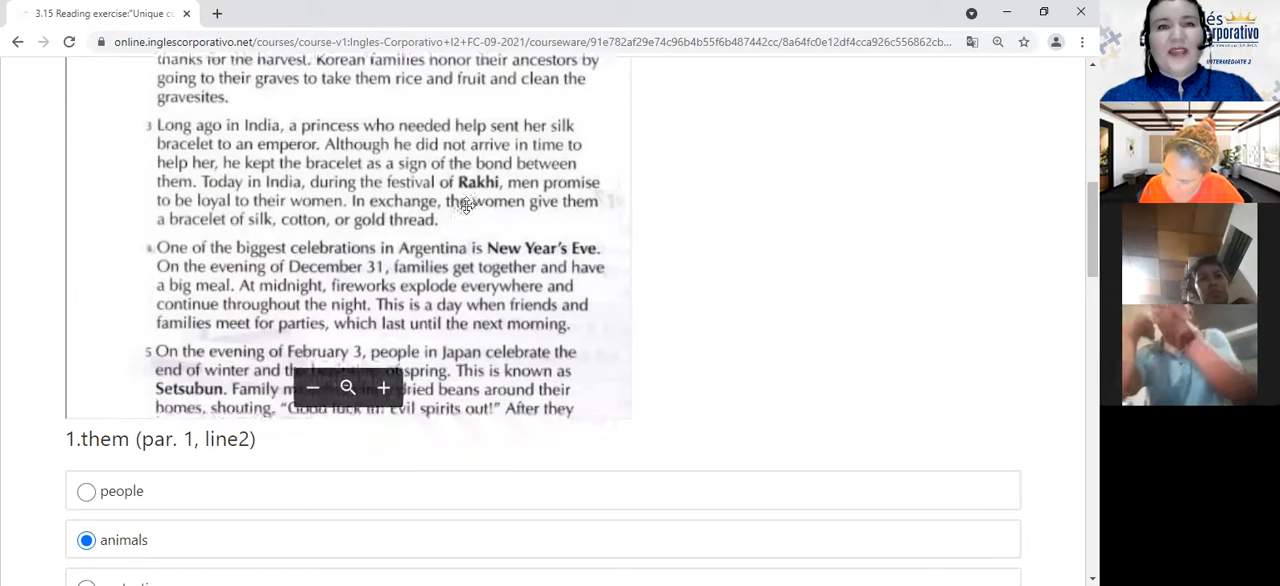 3.15 Reading exercise:"Unique cc
online.inglescorporativo.net/courses/course-v1:Ingles-Corporativo+I2+FC-09-2021/courseware/91e782af29e74c96b4b55f6b487442cc/8a64fc0e12df4cca926c556862cb...
thanks for the harvest. Korean families honor their ancestors by
going to their graves to take them rice and fruit and clean the
gravesites.
3 Long ago in India, a princess who needed help sent her silk
bracelet to an emperor. Although he did not arrive in time to
help her, he kept the bracelet as a sign of the bond between
them. Today in India, during the festival of Rakhi, men promise
to be loyal to their women. In exchange, the women give them
a bracelet of silk, cotton, or gold thread.
One of the biggest celebrations in Argentina is New Year's Eve.
On the evening of December 31, families get together and have
a big meal. At midnight, fireworks explode everywhere and
continue throughout the night. This is a day when friends and
families meet for parties, which last until the next morning.
5 On the evening of February 3, people in Japan celebrate the
end of winter and the spring. This is known as
Setsubun. Family dried beans around their
homes, shouting, "Good luck in! Evil spirits out!" After they
1.them (par. 1, line2)
people
animals
INTERMEDIATE 2